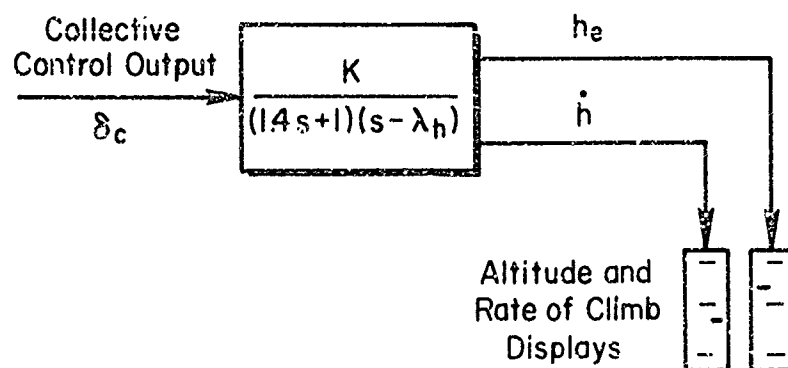 Collective
Control Output
δc
K
(1.4s+1)(s-λh)
he
ḣ
Altitude and
Rate of Climb
Displays